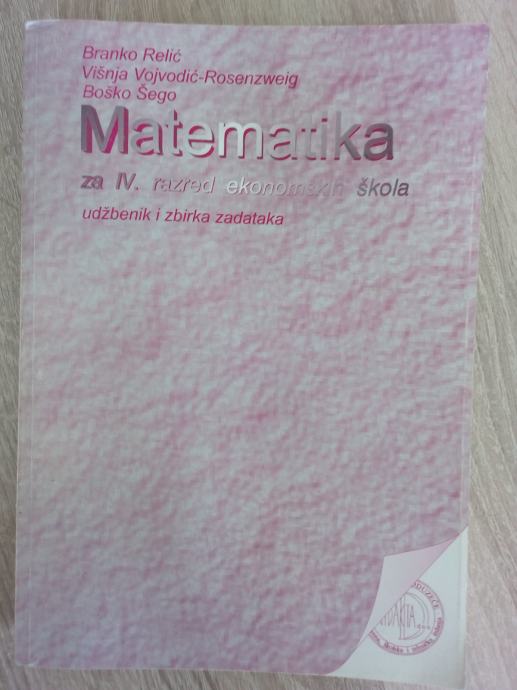 Branko Relić
Višnja Vojvodić-Rosenzweig
Boško Šego
Matematika
za IV. razred ekonomskih škola
udžbenik i zbirka zadataka